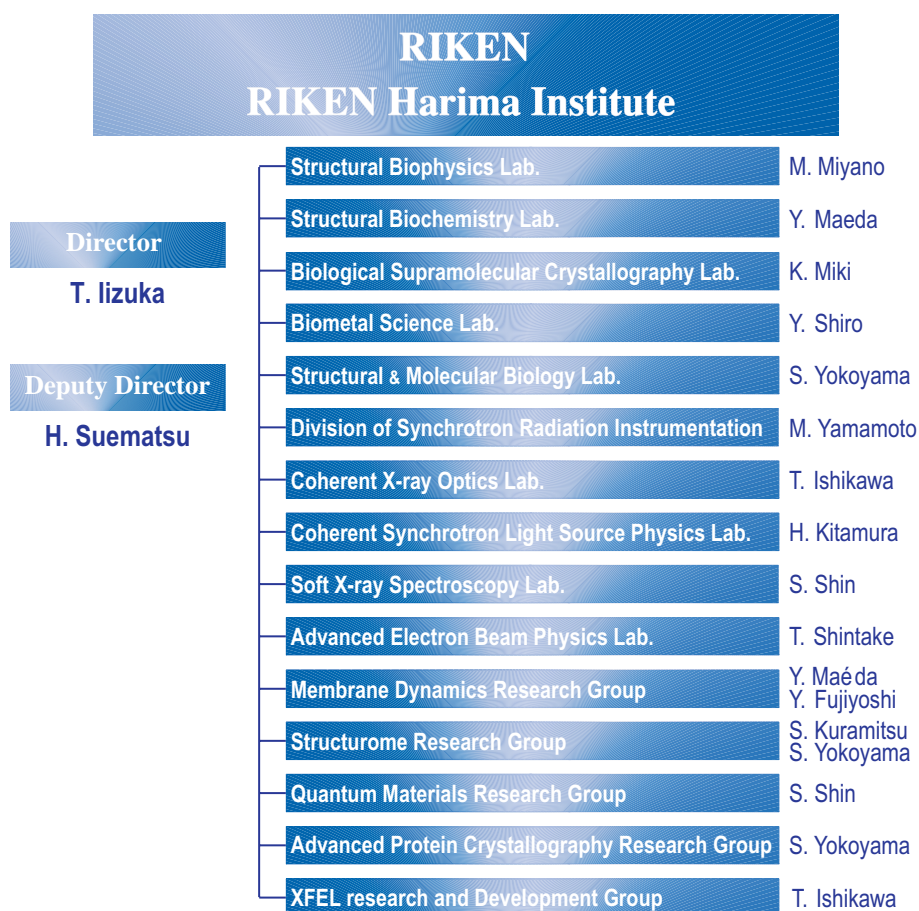 RIKEN
RIKEN Harima Institute
Director
T. Iizuka
Deputy Director
H. Suematsu
Structural Biophysics Lab. M. Miyano
Structural Biochemistry Lab. Y. Maeda
Biological Supramolecular Crystallography Lab. K. Miki
Biometal Science Lab. Y. Shiro
Structural & Molecular Biology Lab. S. Yokoyama
Division of Synchrotron Radiation Instrumentation M. Yamamoto
Coherent X-ray Optics Lab. T. Ishikawa
Coherent Synchrotron Light Source Physics Lab. H. Kitamura
Soft X-ray Spectroscopy Lab. S. Shin
Advanced Electron Beam Physics Lab. T. Shintake
Membrane Dynamics Research Group Y. Maéda
Y. Fujiyoshi
Structurome Research Group S. Kuramitsu
S. Yokoyama
Quantum Materials Research Group S. Shin
Advanced Protein Crystallography Research Group S. Yokoyama
XFEL research and Development Group T. Ishikawa